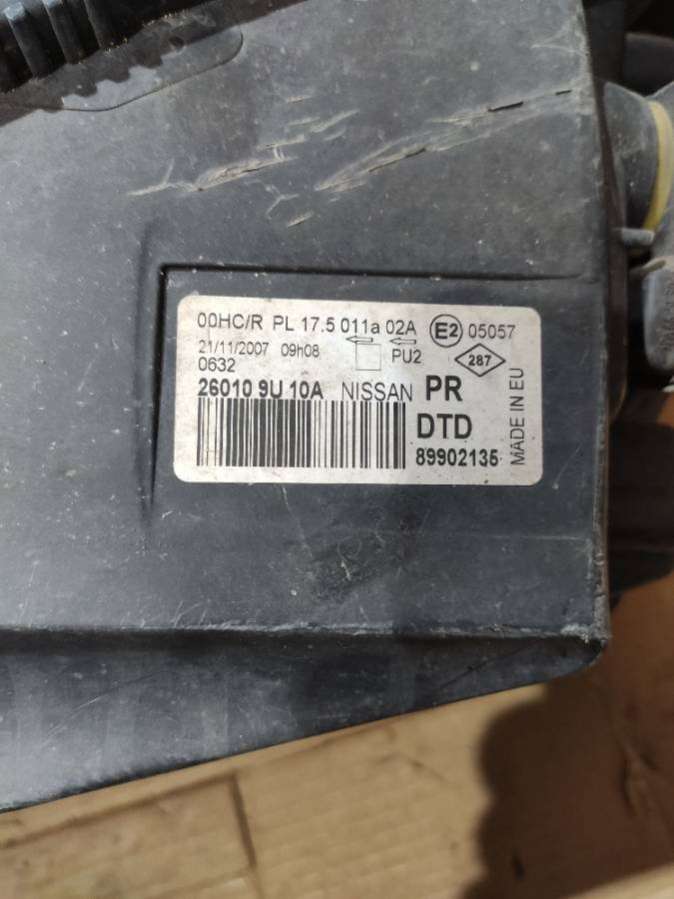 00HC/R PL 17.5 011a 02A E2 05057
21/11/2007 09h08 PU2 287
0632
26010 9U 10A NISSAN PR
DTD
89902135
MADE IN EU